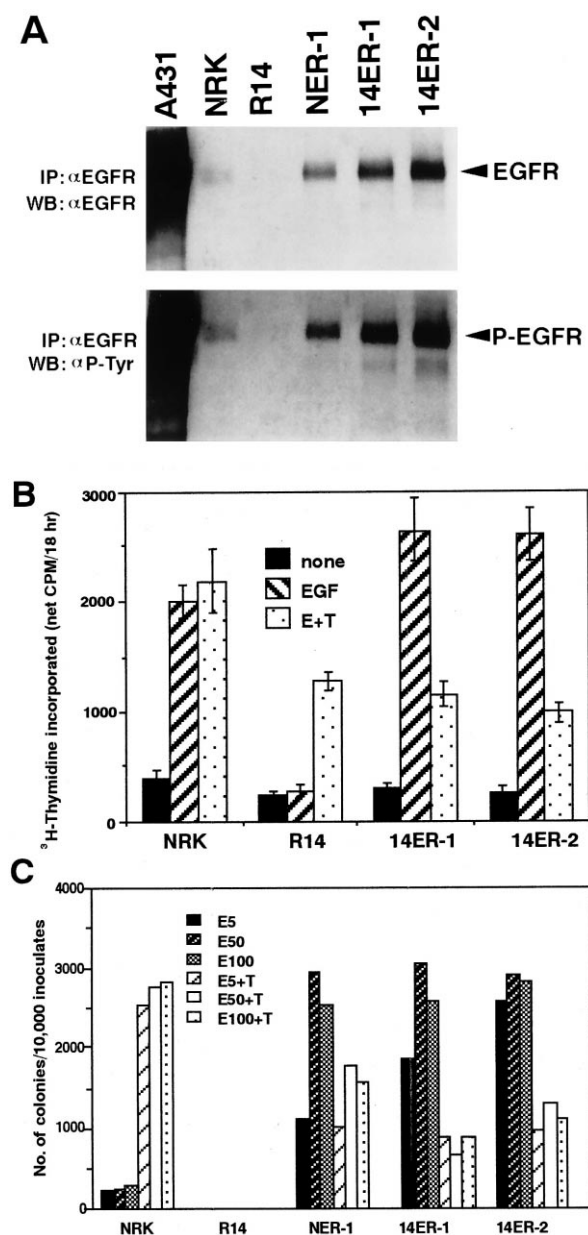 A
A431
NRK
R14
NER-1
14ER-1
14ER-2
IP: αEGFR
WB: αEGFR
EGFR
IP: αEGFR
WB: αP-Tyr
P-EGFR
B
³H-Thymidine incorporated (net CPM/18 hr)
3000
2000
1000
0
none
EGF
E+T
NRK
R14
14ER-1
14ER-2
C
No. of colonies/10,000 inoculates
4000
3000
2000
1000
0
E5
E50
E100
E5+T
E50+T
E100+T
NRK
R14
NER-1
14ER-1
14ER-2